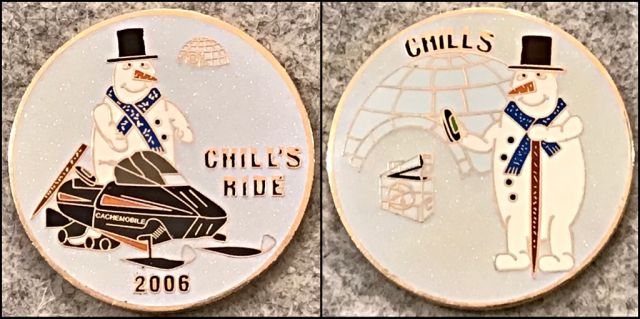 CHILL'S
RIDE
CACHEMOBILE
2006
CHILLS